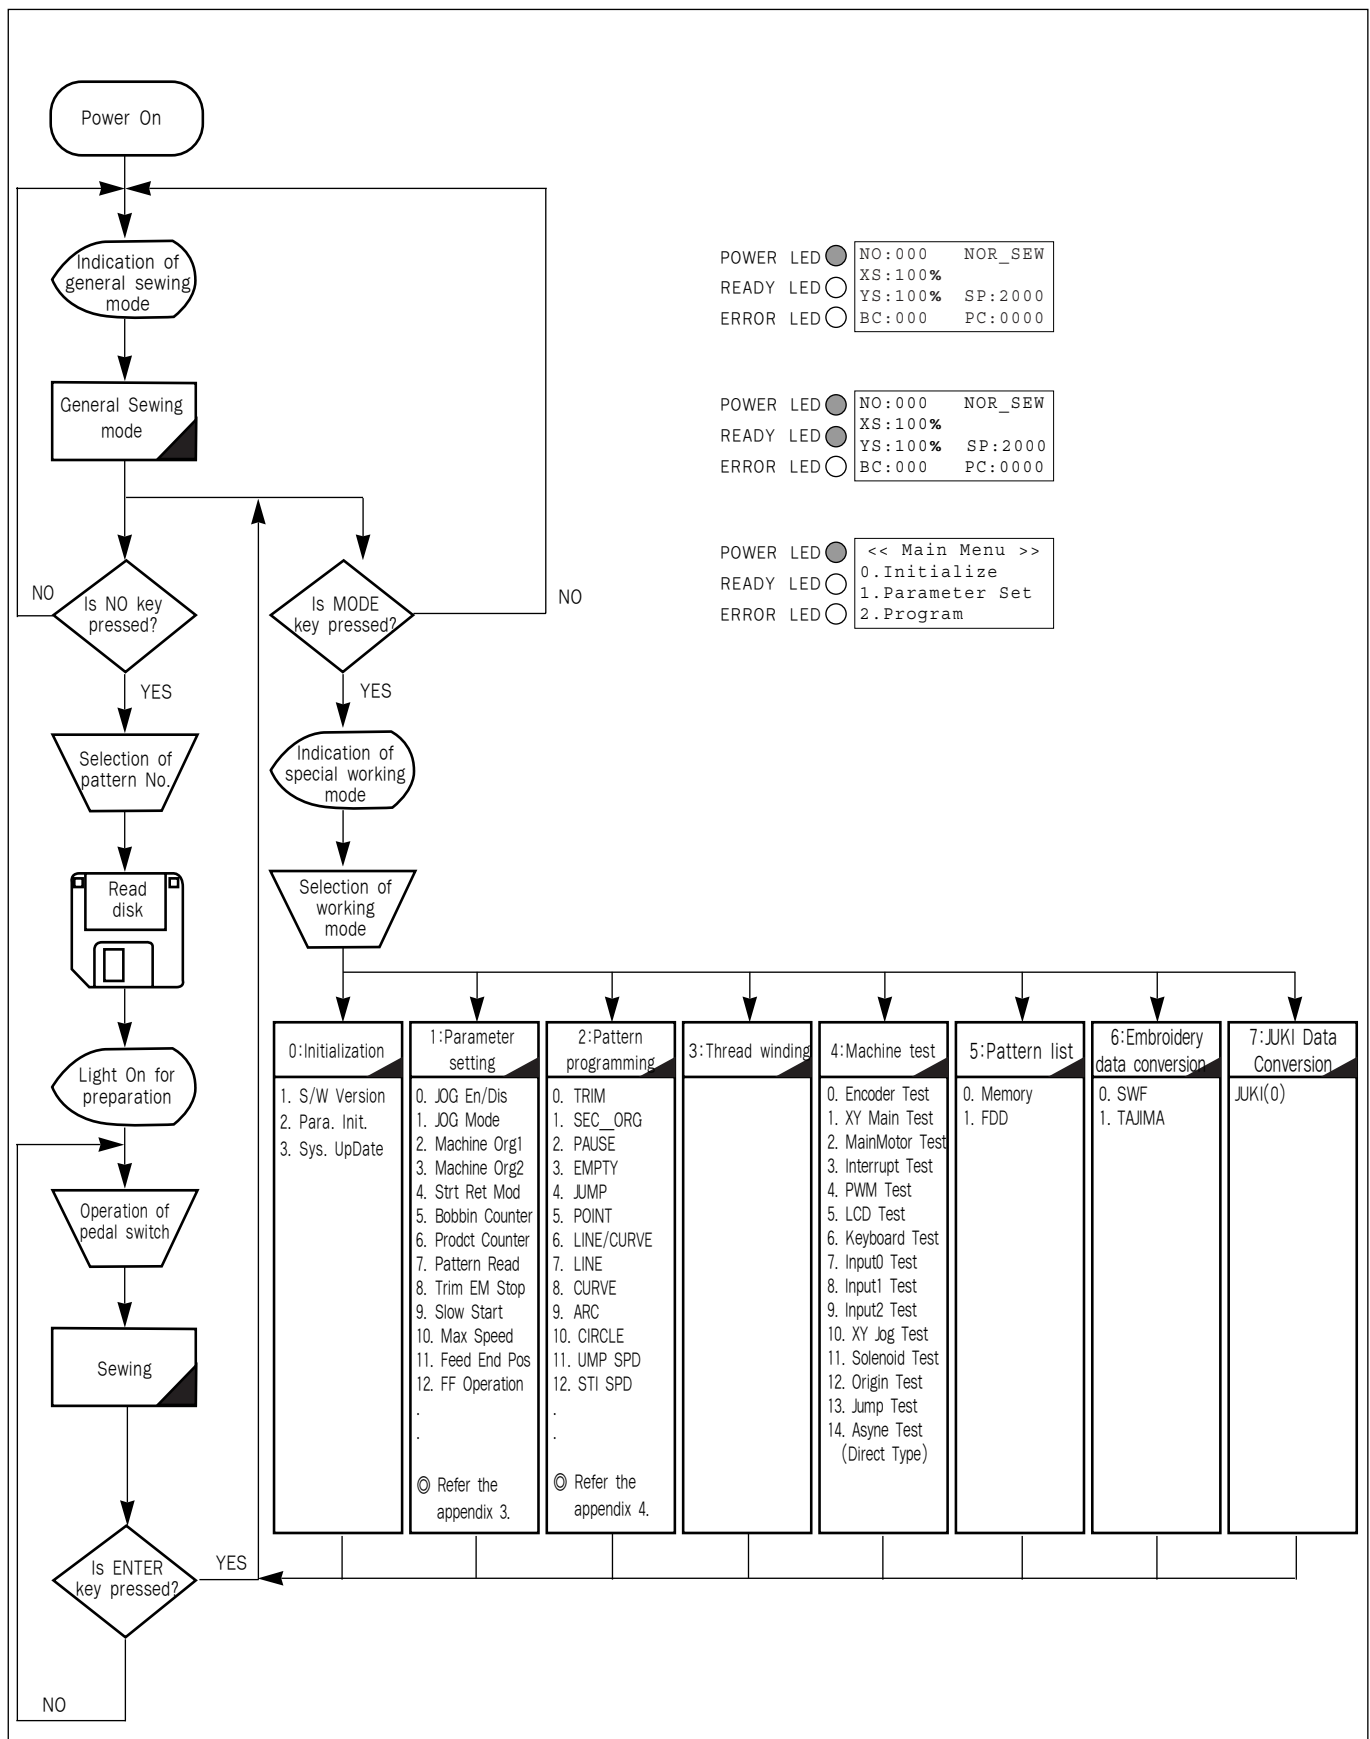 Power On
Indication of
general sewing
mode
General Sewing
mode
NO
Is NO key
pressed?
YES
Selection of
pattern No.
Read
disk
Light On for
preparation
Operation of
pedal switch
Sewing
Is ENTER
key pressed?
YES
NO
Is MODE
key pressed?
NO
YES
Indication of
special working
mode
Selection of
working
mode
POWER LED
READY LED
ERROR LED
NO:000 NOR_SEW
XS:100%
YS:100% SP:2000
BC:000 PC:0000
POWER LED
READY LED
ERROR LED
NO:000 NOR_SEW
XS:100%
YS:100% SP:2000
BC:000 PC:0000
POWER LED
READY LED
ERROR LED
<< Main Menu >>
0.Initialize
1.Parameter Set
2.Program
0:Initialization
1. S/W Version
2. Para. Init.
3. Sys. UpDate
1:Parameter
setting
0. JOG En/Dis
1. JOG Mode
2. Machine Org1
3. Machine Org2
4. Strt Ret Mod
5. Bobbin Counter
6. Prodct Counter
7. Pattern Read
8. Trim EM Stop
9. Slow Start
10. Max Speed
11. Feed End Pos
12. FF Operation
.
.
◎ Refer the
appendix 3.
2:Pattern
programming
0. TRIM
1. SEC__ORG
2. PAUSE
3. EMPTY
4. JUMP
5. POINT
6. LINE/CURVE
7. LINE
8. CURVE
9. ARC
10. CIRCLE
11. UMP SPD
12. STI SPD
.
.
◎ Refer the
appendix 4.
3:Thread winding
4:Machine test
0. Encoder Test
1. XY Main Test
2. MainMotor Test
3. Interrupt Test
4. PWM Test
5. LCD Test
6. Keyboard Test
7. Input0 Test
8. Input1 Test
9. Input2 Test
10. XY Jog Test
11. Solenoid Test
12. Origin Test
13. Jump Test
14. Asyne Test
(Direct Type)
5:Pattern list
0. Memory
1. FDD
6:Embroidery
data conversion
0. SWF
1. TAJIMA
7:JUKI Data
Conversion
JUKI(0)